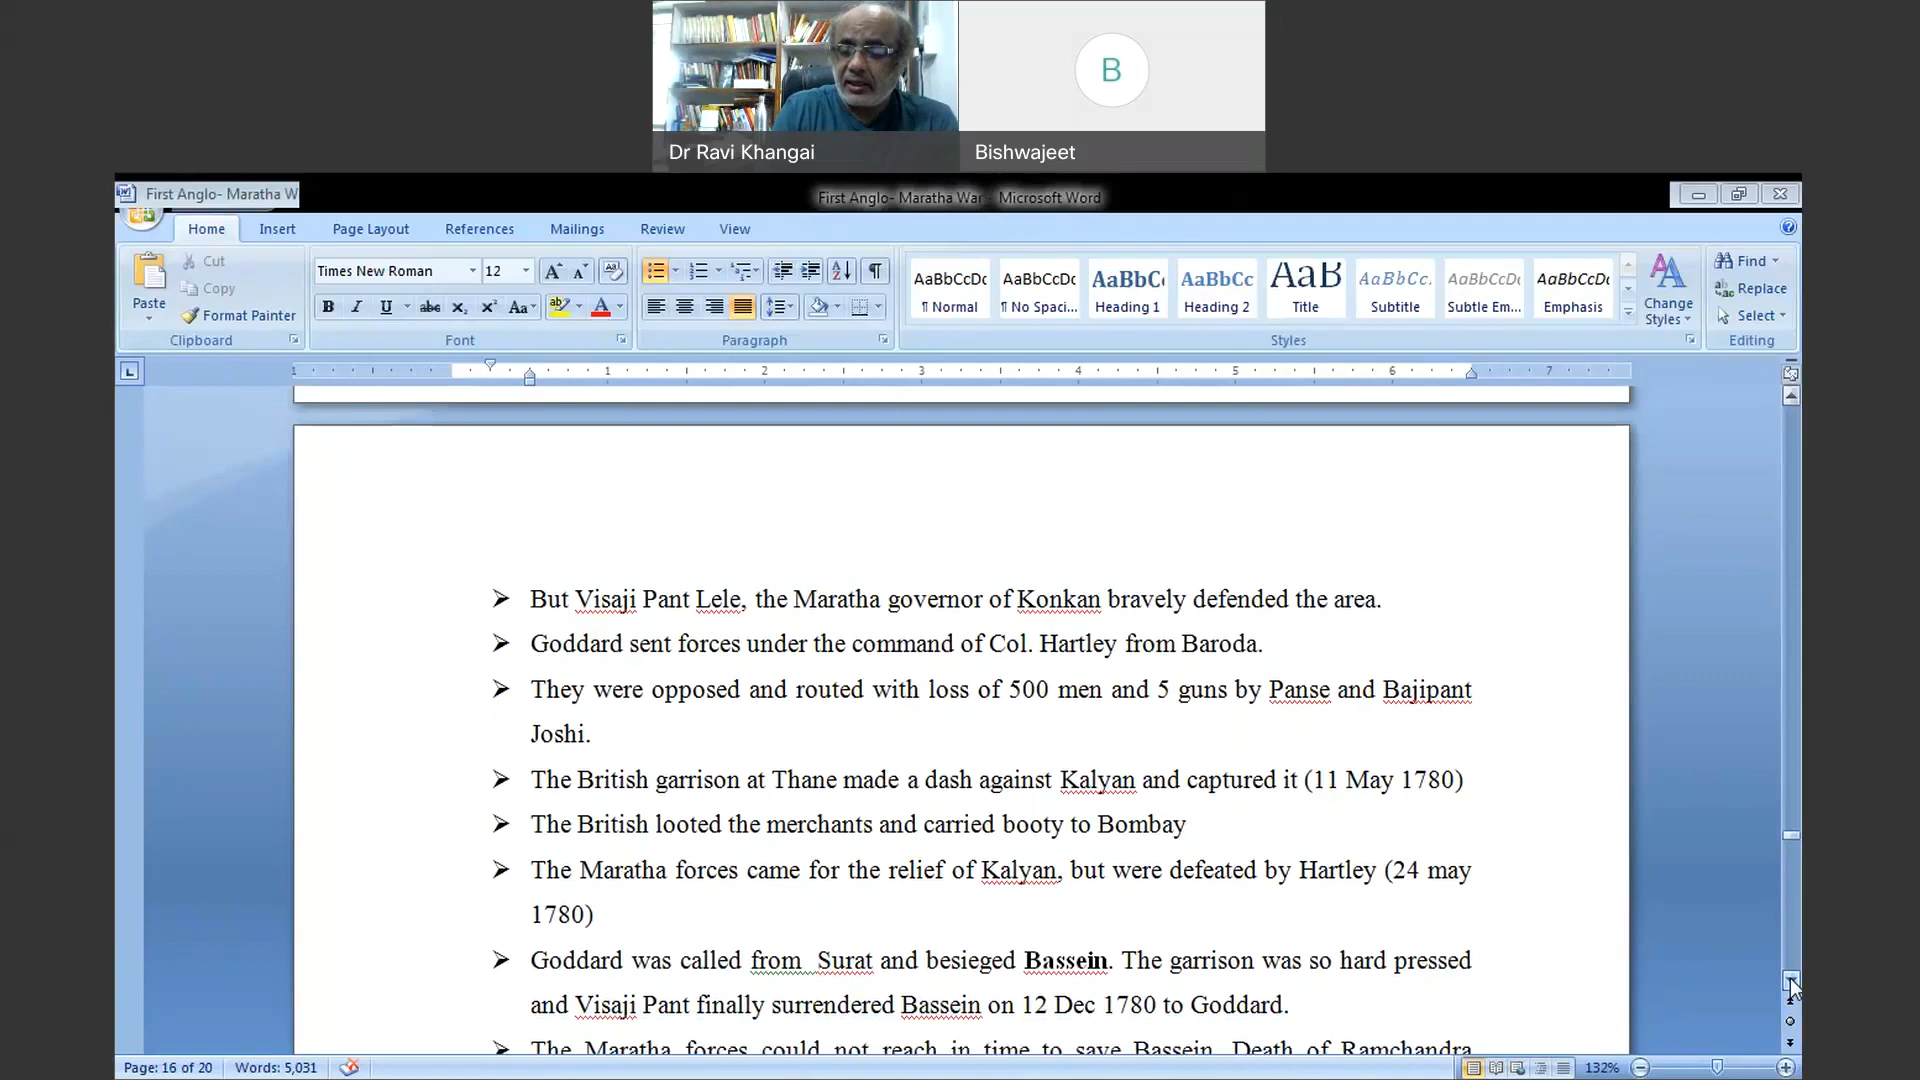 B
Dr Ravi Khangai
Bishwajeet
First Anglo- Maratha W
First Anglo- Maratha War - Microsoft Word
Home Insert Page Layout References Mailings Review View
Paste
Cut
Copy
Format Painter
Clipboard
Times New Roman 12
Font
Paragraph
AaBbCcDc AaBbCcDc AaBbC AaBbCc AaB AaBbCc. AaBbCcDc AaBbCcDc
¶ Normal ¶ No Spaci... Heading 1 Heading 2 Title Subtitle Subtle Em... Emphasis
Change
Styles
Styles
Find
Replace
Select
Editing
1 1 2 3 4 5 6 7
But Visaji Pant Lele, the Maratha governor of Konkan bravely defended the area.
Goddard sent forces under the command of Col. Hartley from Baroda.
They were opposed and routed with loss of 500 men and 5 guns by Panse and Bajipant
Joshi.
The British garrison at Thane made a dash against Kalyan and captured it (11 May 1780)
The British looted the merchants and carried booty to Bombay
The Maratha forces came for the relief of Kalyan, but were defeated by Hartley (24 may
1780)
Goddard was called from Surat and besieged Bassein. The garrison was so hard pressed
and Visaji Pant finally surrendered Bassein on 12 Dec 1780 to Goddard.
The Maratha forces could not reach in time to save Bassein. Death of Ramchandra
Page: 16 of 20 Words: 5,031 132%